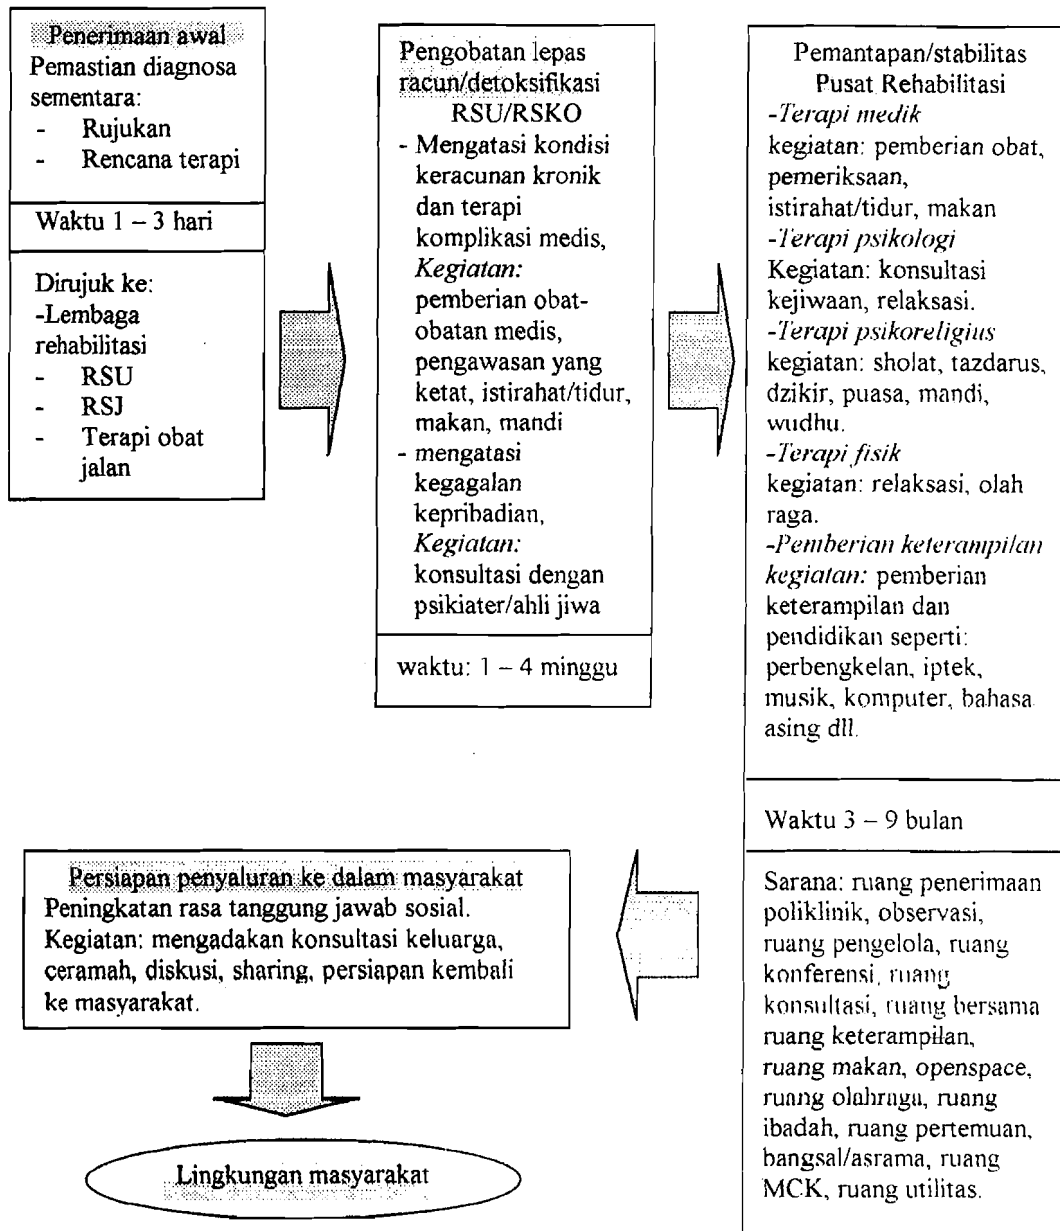 Penerimaan awal
Pemastian diagnosa
sementara:
- Rujukan
- Rencana terapi
Waktu 1 – 3 hari
Dirujuk ke:
-Lembaga
rehabilitasi
- RSU
- RSJ
- Terapi obat
jalan
Pengobatan lepas
racun/detoksifikasi
RSU/RSKO
- Mengatasi kondisi
keracunan kronik
dan terapi
komplikasi medis,
Kegiatan:
pemberian obat-
obatan medis,
pengawasan yang
ketat, istirahat/tidur,
makan, mandi
- mengatasi
kegagalan
kepribadian,
Kegiatan:
konsultasi dengan
psikiater/ahli jiwa
waktu: 1 – 4 minggu
Pemantapan/stabilitas
Pusat Rehabilitasi
-Terapi medik
kegiatan: pemberian obat,
pemeriksaan,
istirahat/tidur, makan
-Terapi psikologi
Kegiatan: konsultasi
kejiwaan, relaksasi.
-Terapi psikoreligius
kegiatan: sholat, tazdarus,
dzikir, puasa, mandi,
wudhu.
-Terapi fisik
kegiatan: relaksasi, olah
raga.
-Pemberian keterampilan
kegiatan: pemberian
keterampilan dan
pendidikan seperti:
perbengkelan, iptek,
musik, komputer, bahasa
asing dll.
Waktu 3 – 9 bulan
Sarana: ruang penerimaan
poliklinik, observasi,
ruang pengelola, ruang
konferensi, ruang
konsultasi, ruang bersama
ruang keterampilan,
ruang makan, openspace,
ruang olahraga, ruang
ibadah, ruang pertemuan,
bangsal/asrama, ruang
MCK, ruang utilitas.
Persiapan penyaluran ke dalam masyarakat
Peningkatan rasa tanggung jawab sosial.
Kegiatan: mengadakan konsultasi keluarga,
ceramah, diskusi, sharing, persiapan kembali
ke masyarakat.
Lingkungan masyarakat